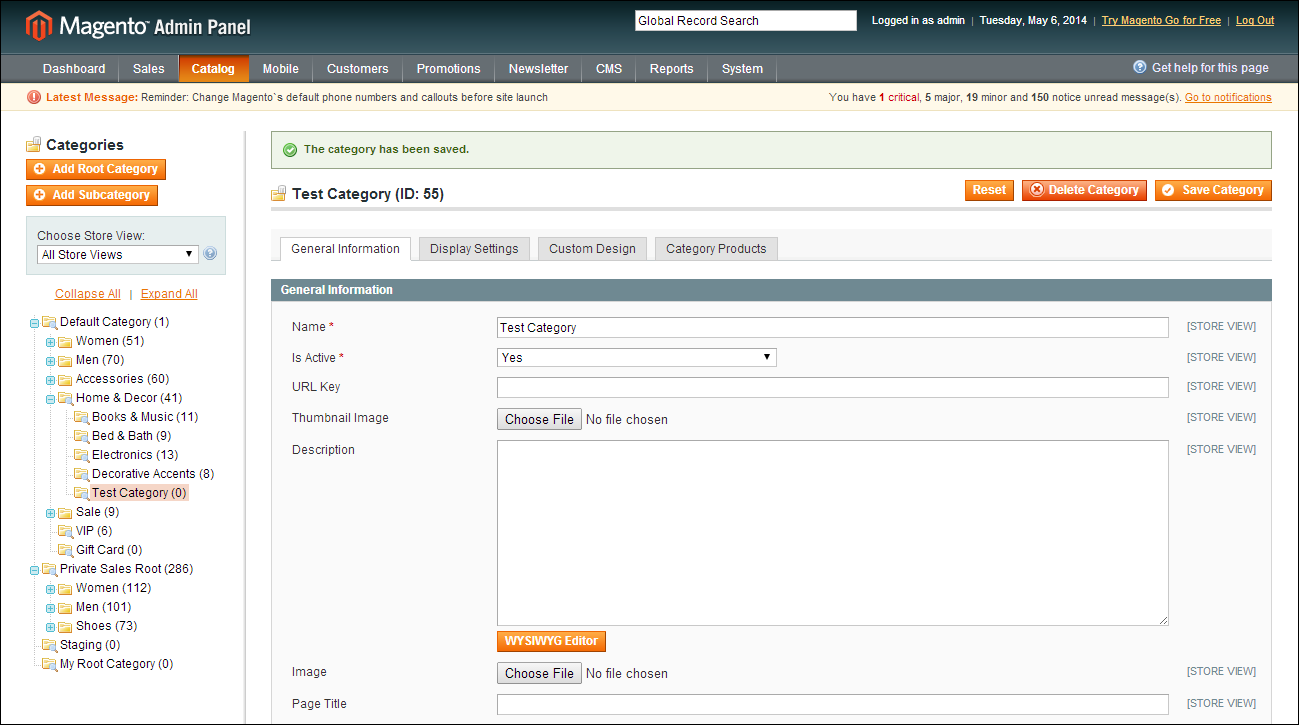 Magento™ Admin Panel
Global Record Search
Logged in as admin | Tuesday, May 6, 2014 | Try Magento Go for Free | Log Out
Dashboard Sales Catalog Mobile Customers Promotions Newsletter CMS Reports System
Get help for this page
Latest Message: Reminder: Change Magento`s default phone numbers and callouts before site launch
You have 1 critical, 5 major, 19 minor and 150 notice unread message(s). Go to notifications
Categories
Add Root Category
Add Subcategory
Choose Store View:
All Store Views
Collapse All | Expand All
Default Category (1)
Women (51)
Men (70)
Accessories (60)
Home & Decor (41)
Books & Music (11)
Bed & Bath (9)
Electronics (13)
Decorative Accents (8)
Test Category (0)
Sale (9)
VIP (6)
Gift Card (0)
Private Sales Root (286)
Women (112)
Men (101)
Shoes (73)
Staging (0)
My Root Category (0)
The category has been saved.
Test Category (ID: 55)
Reset Delete Category Save Category
General Information Display Settings Custom Design Category Products
General Information
Name * Test Category [STORE VIEW]
Is Active * Yes [STORE VIEW]
URL Key [STORE VIEW]
Thumbnail Image Choose File No file chosen [STORE VIEW]
Description [STORE VIEW]
WYSIWYG Editor
Image Choose File No file chosen [STORE VIEW]
Page Title [STORE VIEW]